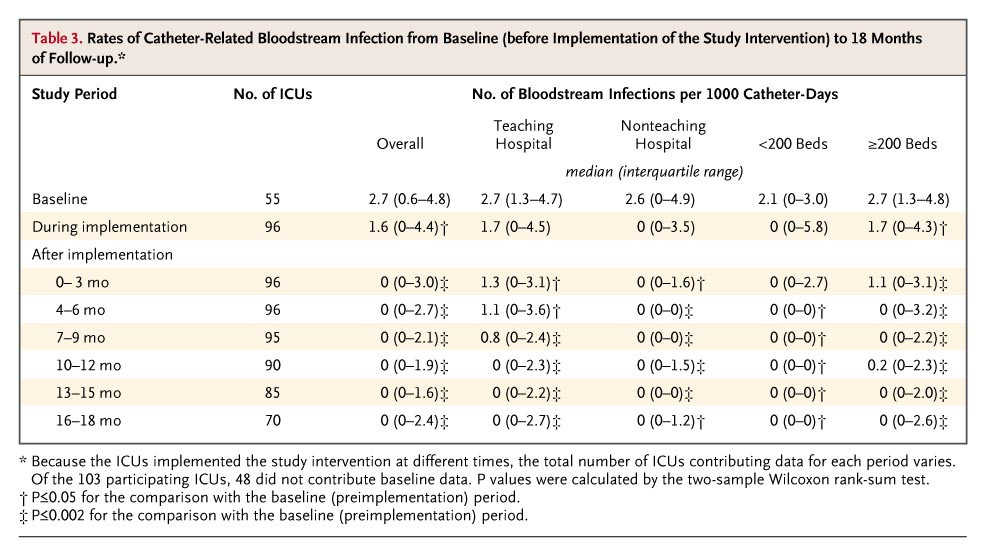 Table 3. Rates of Catheter-Related Bloodstream Infection from Baseline (before Implementation of the Study Intervention) to 18 Months
of Follow-up.*
Study Period No. of ICUs No. of Bloodstream Infections per 1000 Catheter-Days
Overall Teaching Hospital Nonteaching Hospital <200 Beds ≥200 Beds
median (interquartile range)
Baseline 55 2.7 (0.6–4.8) 2.7 (1.3–4.7) 2.6 (0–4.9) 2.1 (0–3.0) 2.7 (1.3–4.8)
During implementation 96 1.6 (0–4.4)† 1.7 (0–4.5) 0 (0–3.5) 0 (0–5.8) 1.7 (0–4.3)†
After implementation
0– 3 mo 96 0 (0–3.0)‡ 1.3 (0–3.1)† 0 (0–1.6)† 0 (0–2.7) 1.1 (0–3.1)‡
4–6 mo 96 0 (0–2.7)‡ 1.1 (0–3.6)† 0 (0–0)‡ 0 (0–0)† 0 (0–3.2)‡
7–9 mo 95 0 (0–2.1)‡ 0.8 (0–2.4)‡ 0 (0–0)‡ 0 (0–0)† 0 (0–2.2)‡
10–12 mo 90 0 (0–1.9)‡ 0 (0–2.3)‡ 0 (0–1.5)‡ 0 (0–0)† 0.2 (0–2.3)‡
13–15 mo 85 0 (0–1.6)‡ 0 (0–2.2)‡ 0 (0–0)‡ 0 (0–0)† 0 (0–2.0)‡
16–18 mo 70 0 (0–2.4)‡ 0 (0–2.7)‡ 0 (0–1.2)† 0 (0–0)† 0 (0–2.6)‡
* Because the ICUs implemented the study intervention at different times, the total number of ICUs contributing data for each period varies.
Of the 103 participating ICUs, 48 did not contribute baseline data. P values were calculated by the two-sample Wilcoxon rank-sum test.
† P≤0.05 for the comparison with the baseline (preimplementation) period.
‡ P≤0.002 for the comparison with the baseline (preimplementation) period.